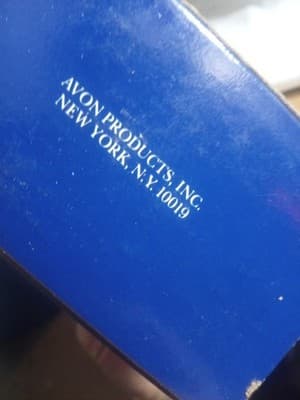 AVON PRODUCTS, INC.
NEW YORK, N.Y. 10019